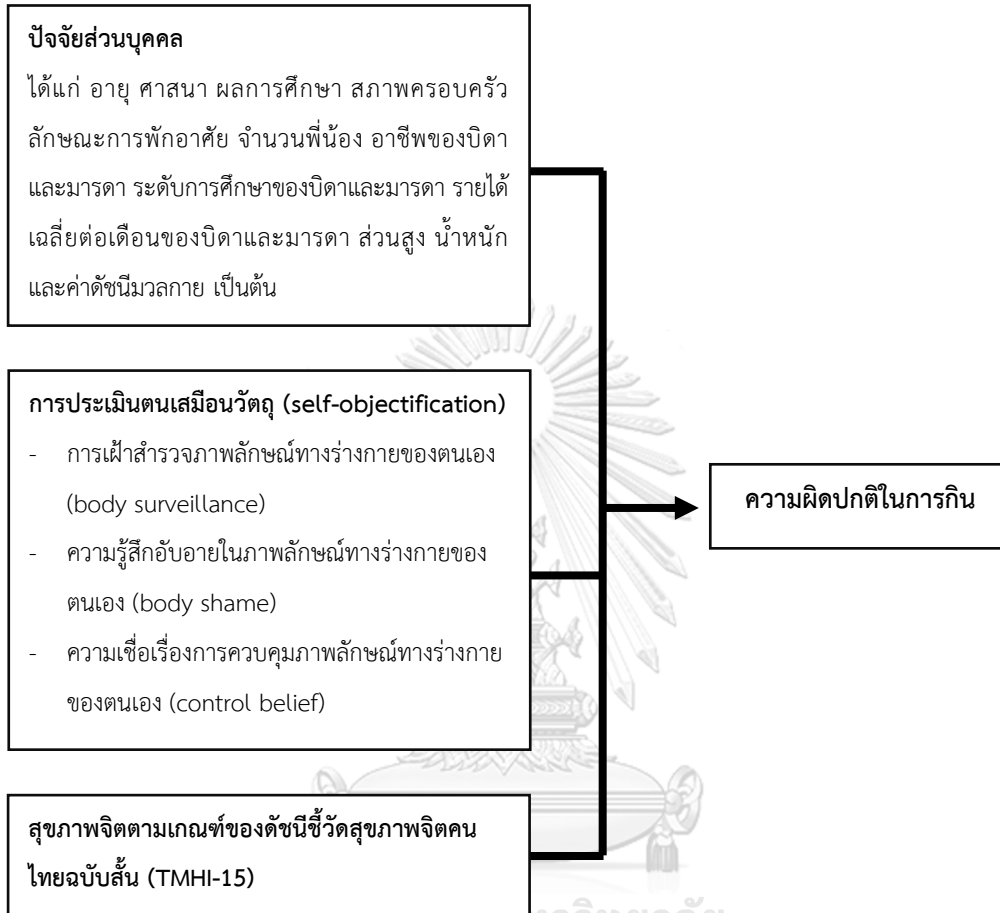 ปัจจัยส่วนบุคคล
ได้แก่ อายุ ศาสนา ผลการศึกษา สภาพครอบครัว
ลักษณะการพักอาศัย จำนวนพี่น้อง อาชีพของบิดา
และมารดา ระดับการศึกษาของบิดาและมารดา รายได้
เฉลี่ยต่อเดือนของบิดาและมารดา ส่วนสูง น้ำหนัก
และค่าดัชนีมวลกาย เป็นต้น
การประเมินตนเสมือนวัตถุ (self-objectification)
- การเฝ้าสำรวจภาพลักษณ์ทางร่างกายของตนเอง
(body surveillance)
- ความรู้สึกอับอายในภาพลักษณ์ทางร่างกายของ
ตนเอง (body shame)
- ความเชื่อเรื่องการควบคุมภาพลักษณ์ทางร่างกาย
ของตนเอง (control belief)
ความผิดปกติในการกิน
สุขภาพจิตตามเกณฑ์ของดัชนีชี้วัดสุขภาพจิตคน
ไทยฉบับสั้น (TMHI-15)